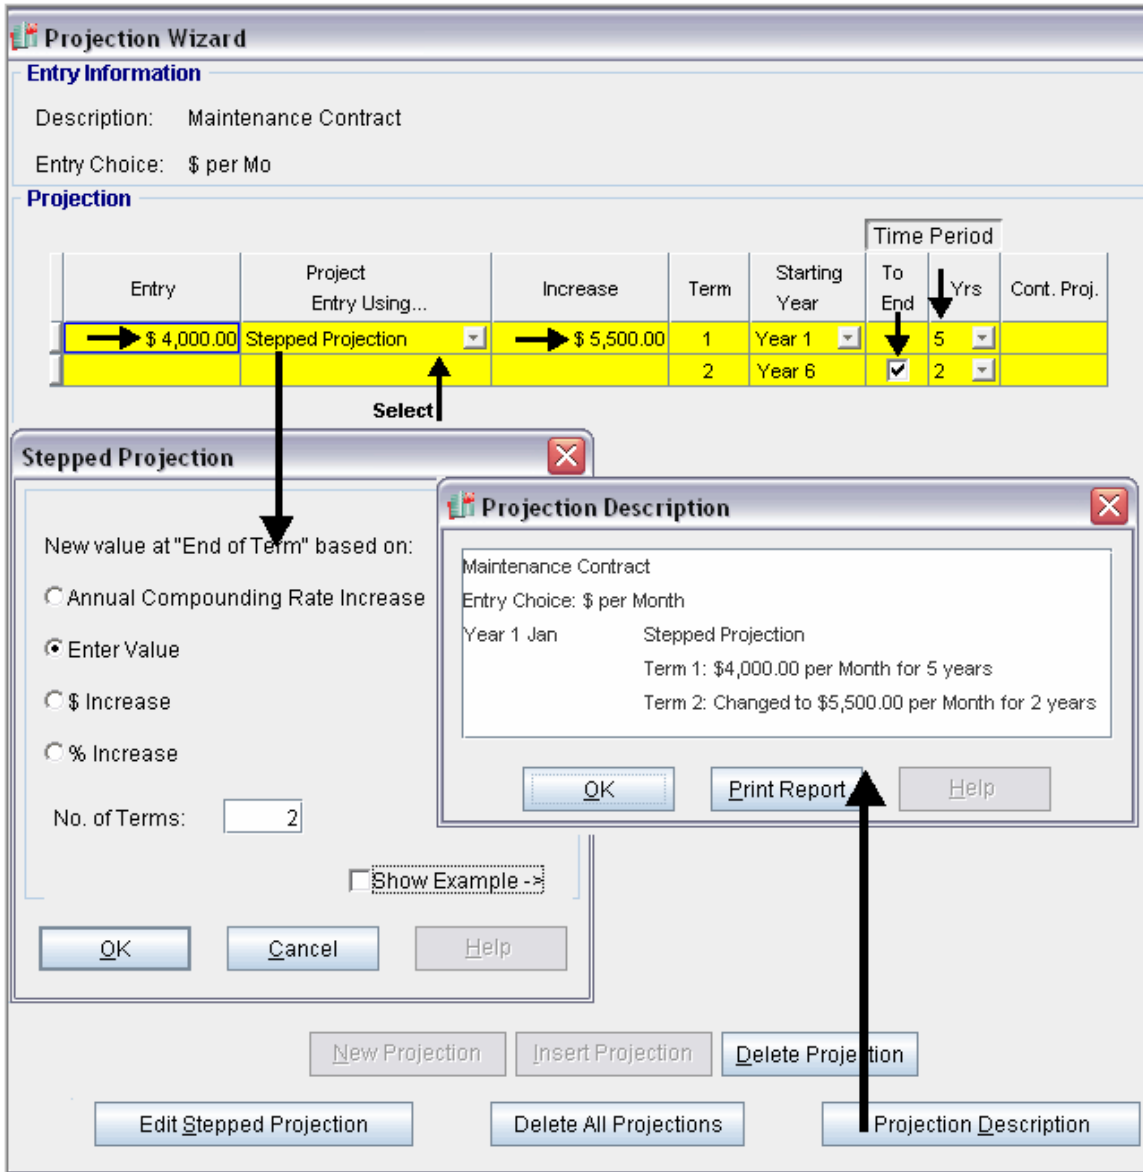 Projection Wizard
Entry Information
Description: Maintenance Contract
Entry Choice: $ per Mo
Projection
Time Period
Entry Project Entry Using... Increase Term Starting Year To End Yrs Cont. Proj.
$ 4,000.00 Stepped Projection $ 5,500.00 1 Year 1 5
2 Year 6 2
Select
Stepped Projection
New value at "End of Term" based on:
Annual Compounding Rate Increase
Enter Value
$ Increase
% Increase
No. of Terms: 2
Show Example ->
OK Cancel Help
Projection Description
Maintenance Contract
Entry Choice: $ per Month
Year 1 Jan Stepped Projection
Term 1: $4,000.00 per Month for 5 years
Term 2: Changed to $5,500.00 per Month for 2 years
OK Print Report Help
New Projection Insert Projection Delete Projection
Edit Stepped Projection Delete All Projections Projection Description